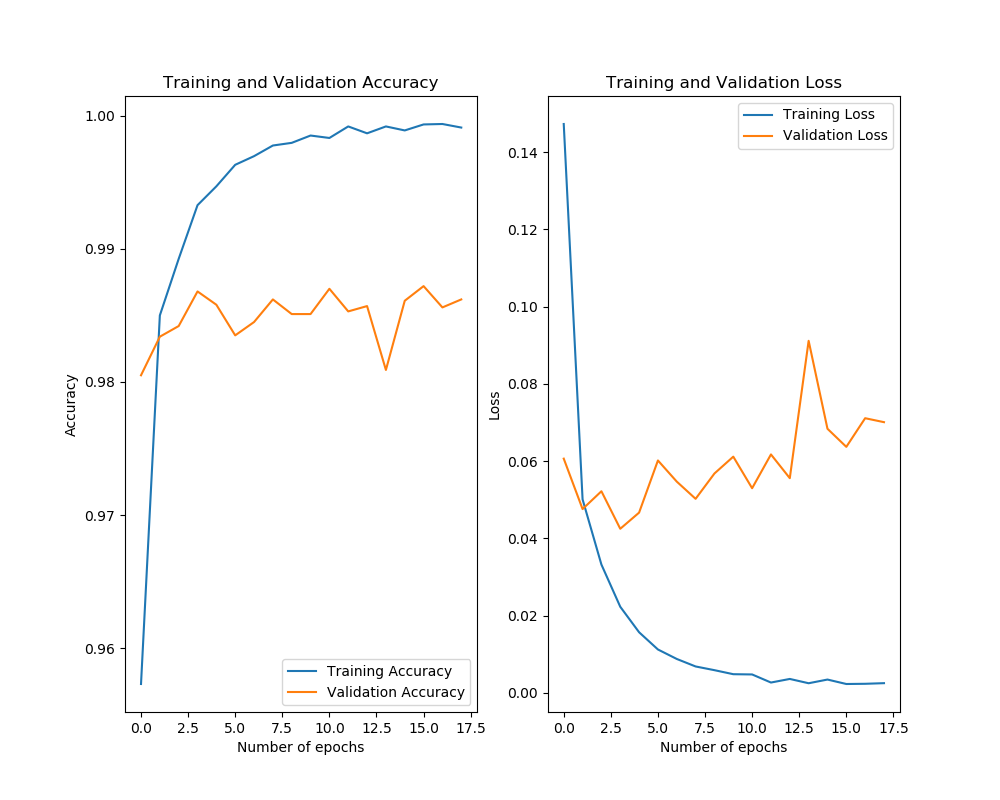 Training and Validation Accuracy
1.00
0.99
0.98
0.97
0.96
Accuracy
Training Accuracy
Validation Accuracy
0.0 2.5 5.0 7.5 10.0 12.5 15.0 17.5
Number of epochs
Training and Validation Loss
Training Loss
Validation Loss
0.14
0.12
0.10
0.08
0.06
0.04
0.02
0.00
Loss
0.0 2.5 5.0 7.5 10.0 12.5 15.0 17.5
Number of epochs